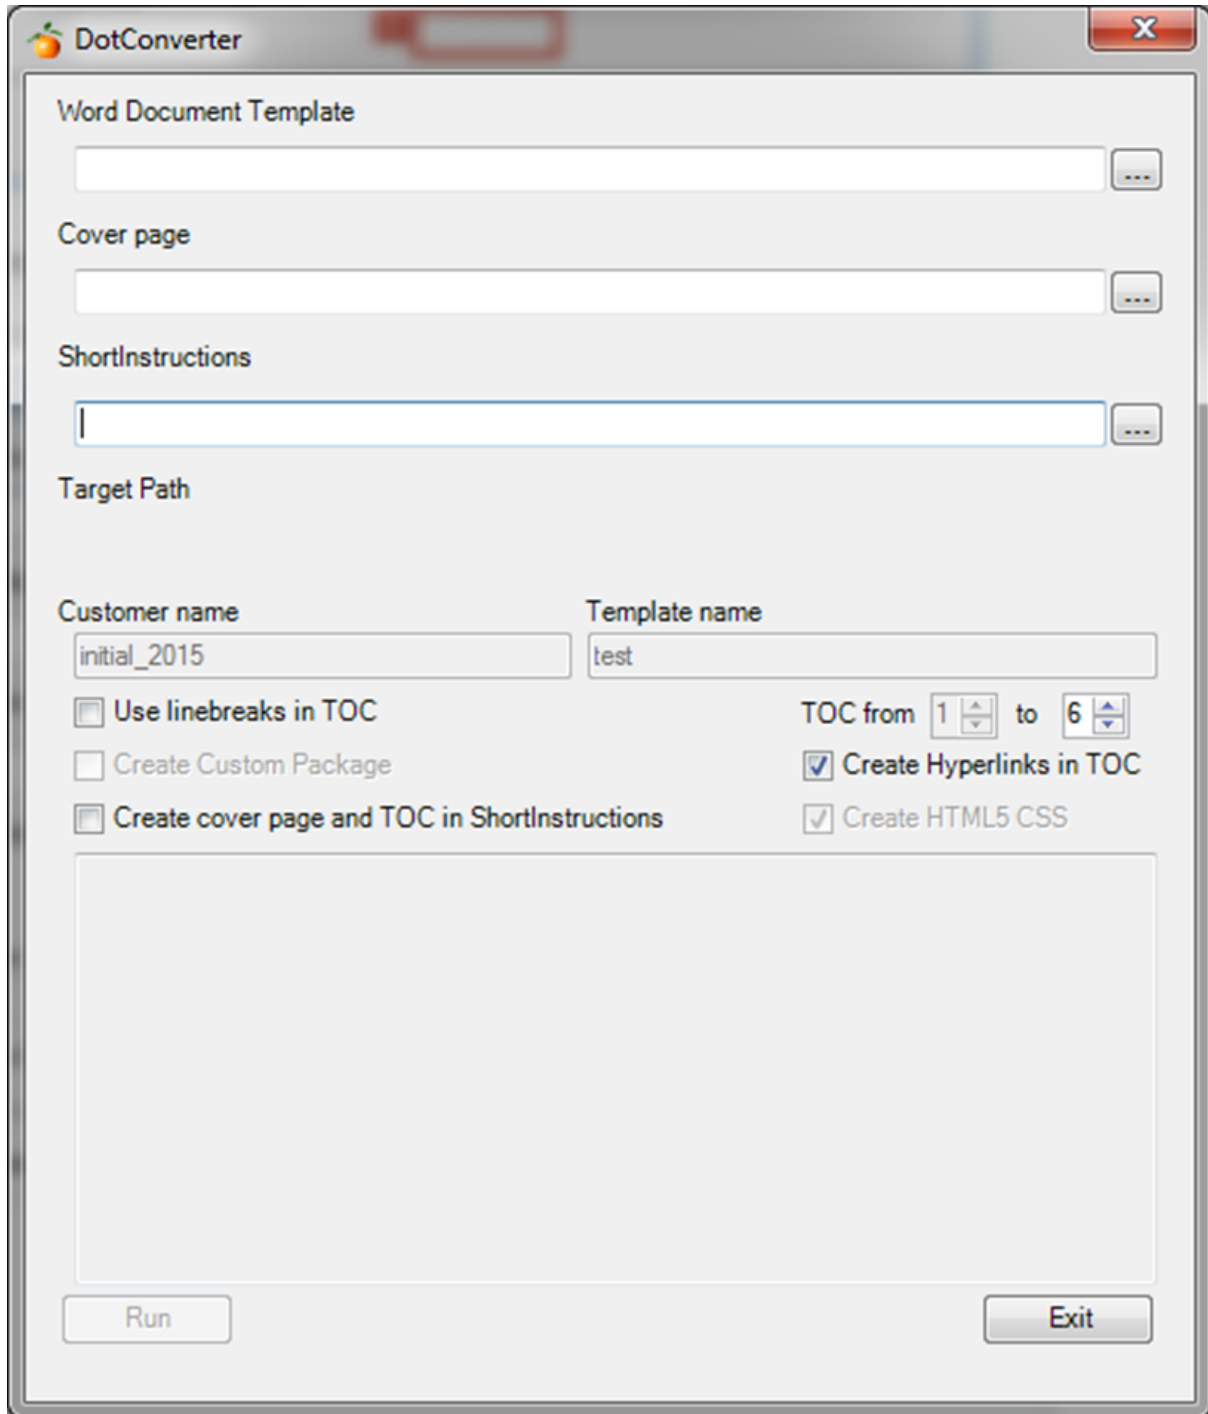 DotConverter
Word Document Template
...
Cover page
...
ShortInstructions
...
Target Path
Customer name Template name
initial_2015 test
Use linebreaks in TOC TOC from 1 to 6
Create Custom Package Create Hyperlinks in TOC
Create cover page and TOC in ShortInstructions Create HTML5 CSS
Run Exit